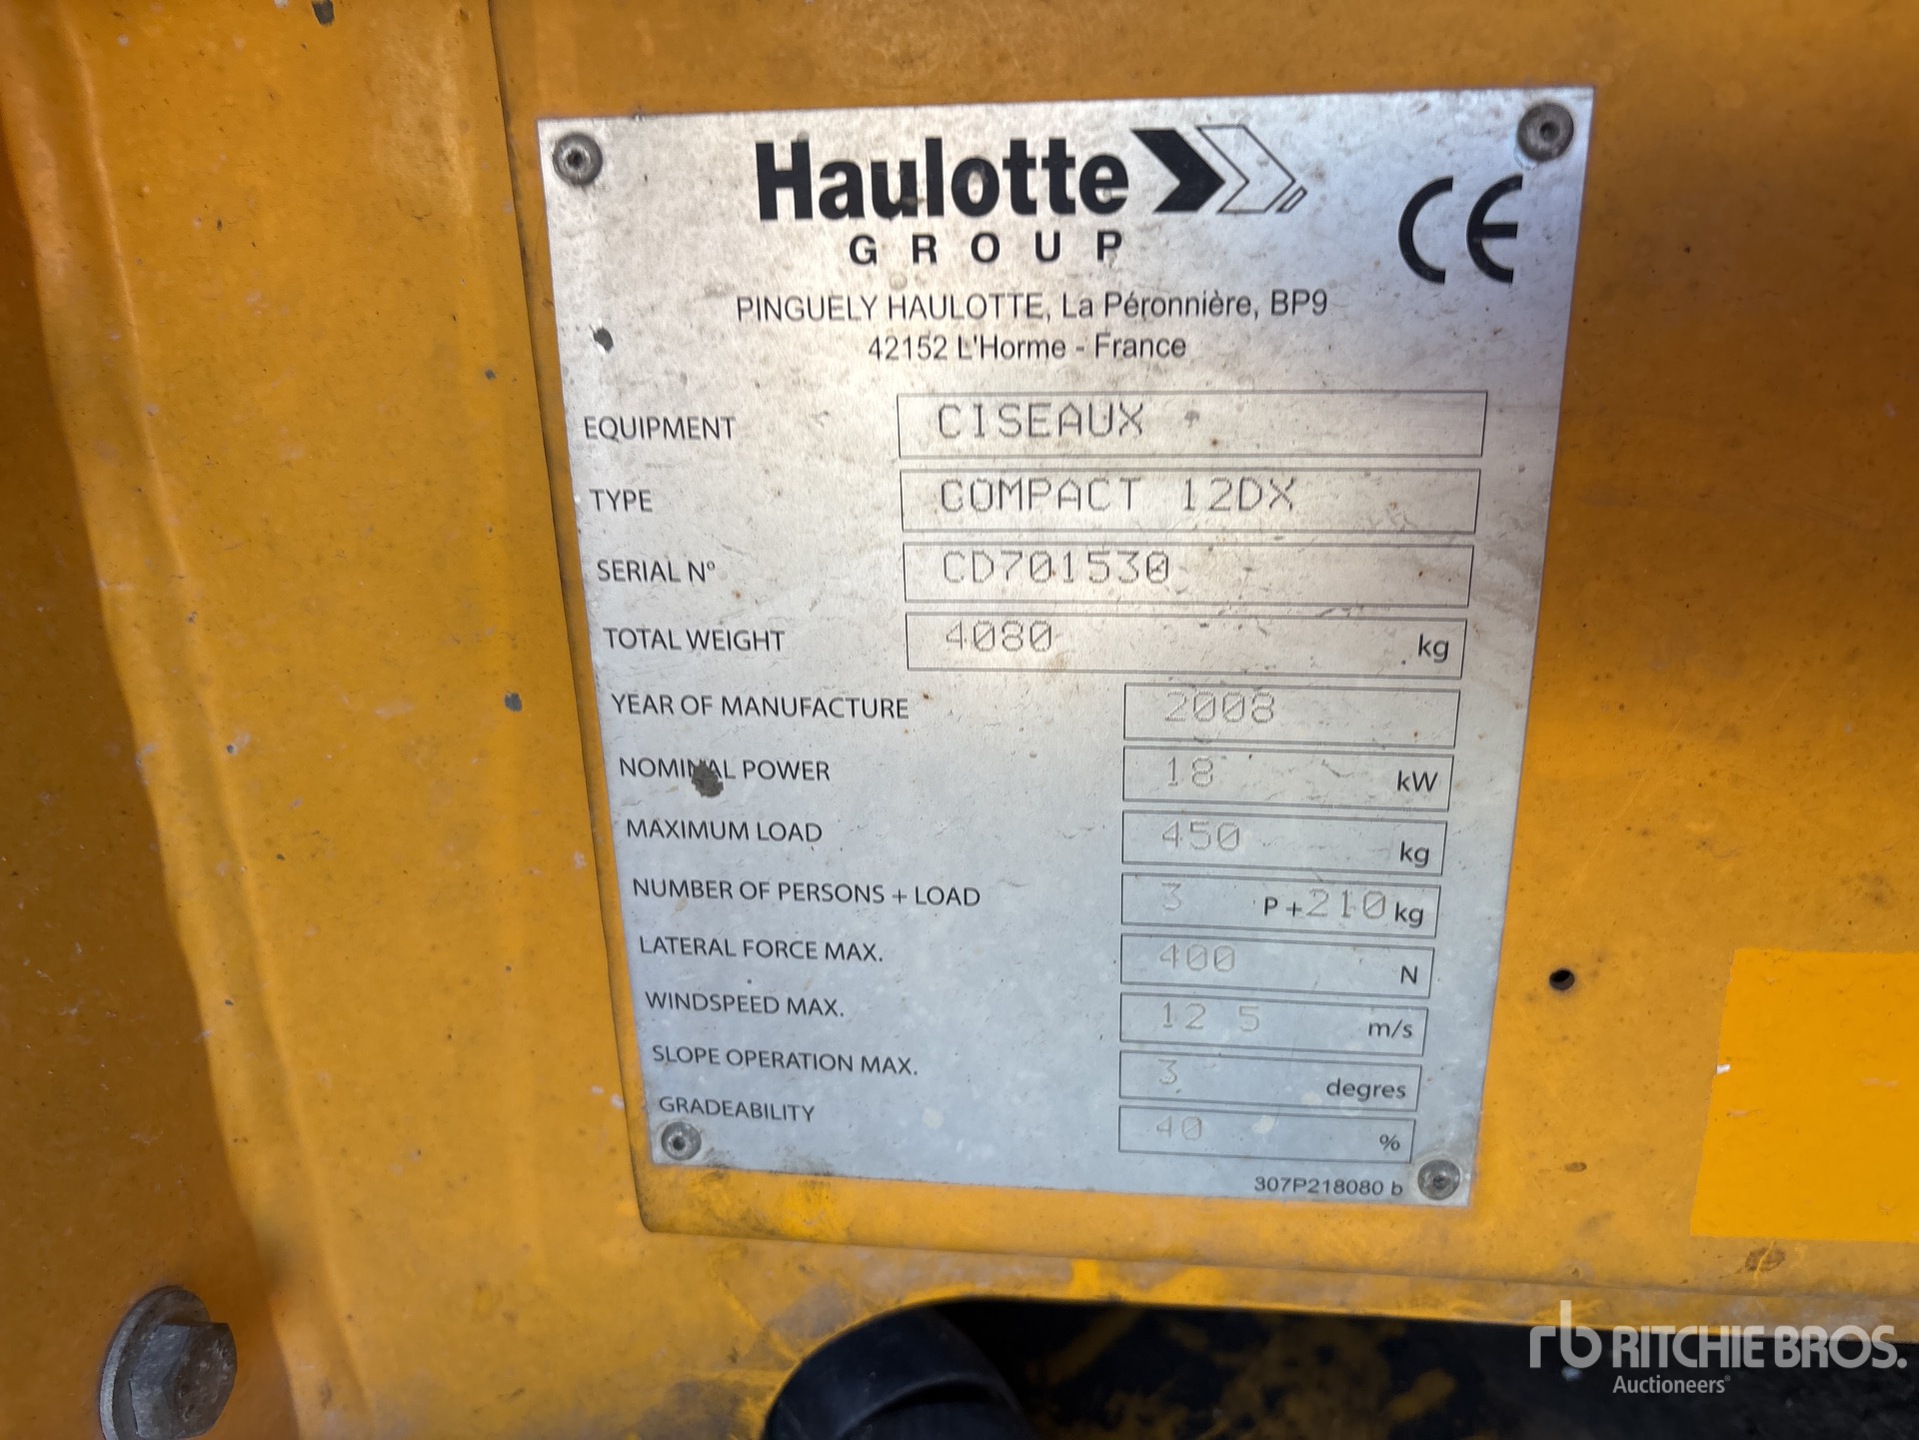 Haulotte
GROUP
CE
PINGUELY HAULOTTE, La Péronnière, BP9
42152 L'Horme - France
EQUIPMENT CISEAUX
TYPE COMPACT 12DX
SERIAL N° CD701530
TOTAL WEIGHT 4080 kg
YEAR OF MANUFACTURE 2008
NOMINAL POWER 18 kW
MAXIMUM LOAD 450 kg
NUMBER OF PERSONS + LOAD 3 P + 210 kg
LATERAL FORCE MAX. 400 N
WINDSPEED MAX. 12 5 m/s
SLOPE OPERATION MAX. 3 degres
GRADEABILITY 40 %
307P218080 b
rb RITCHIE BROS.
Auctioneers®